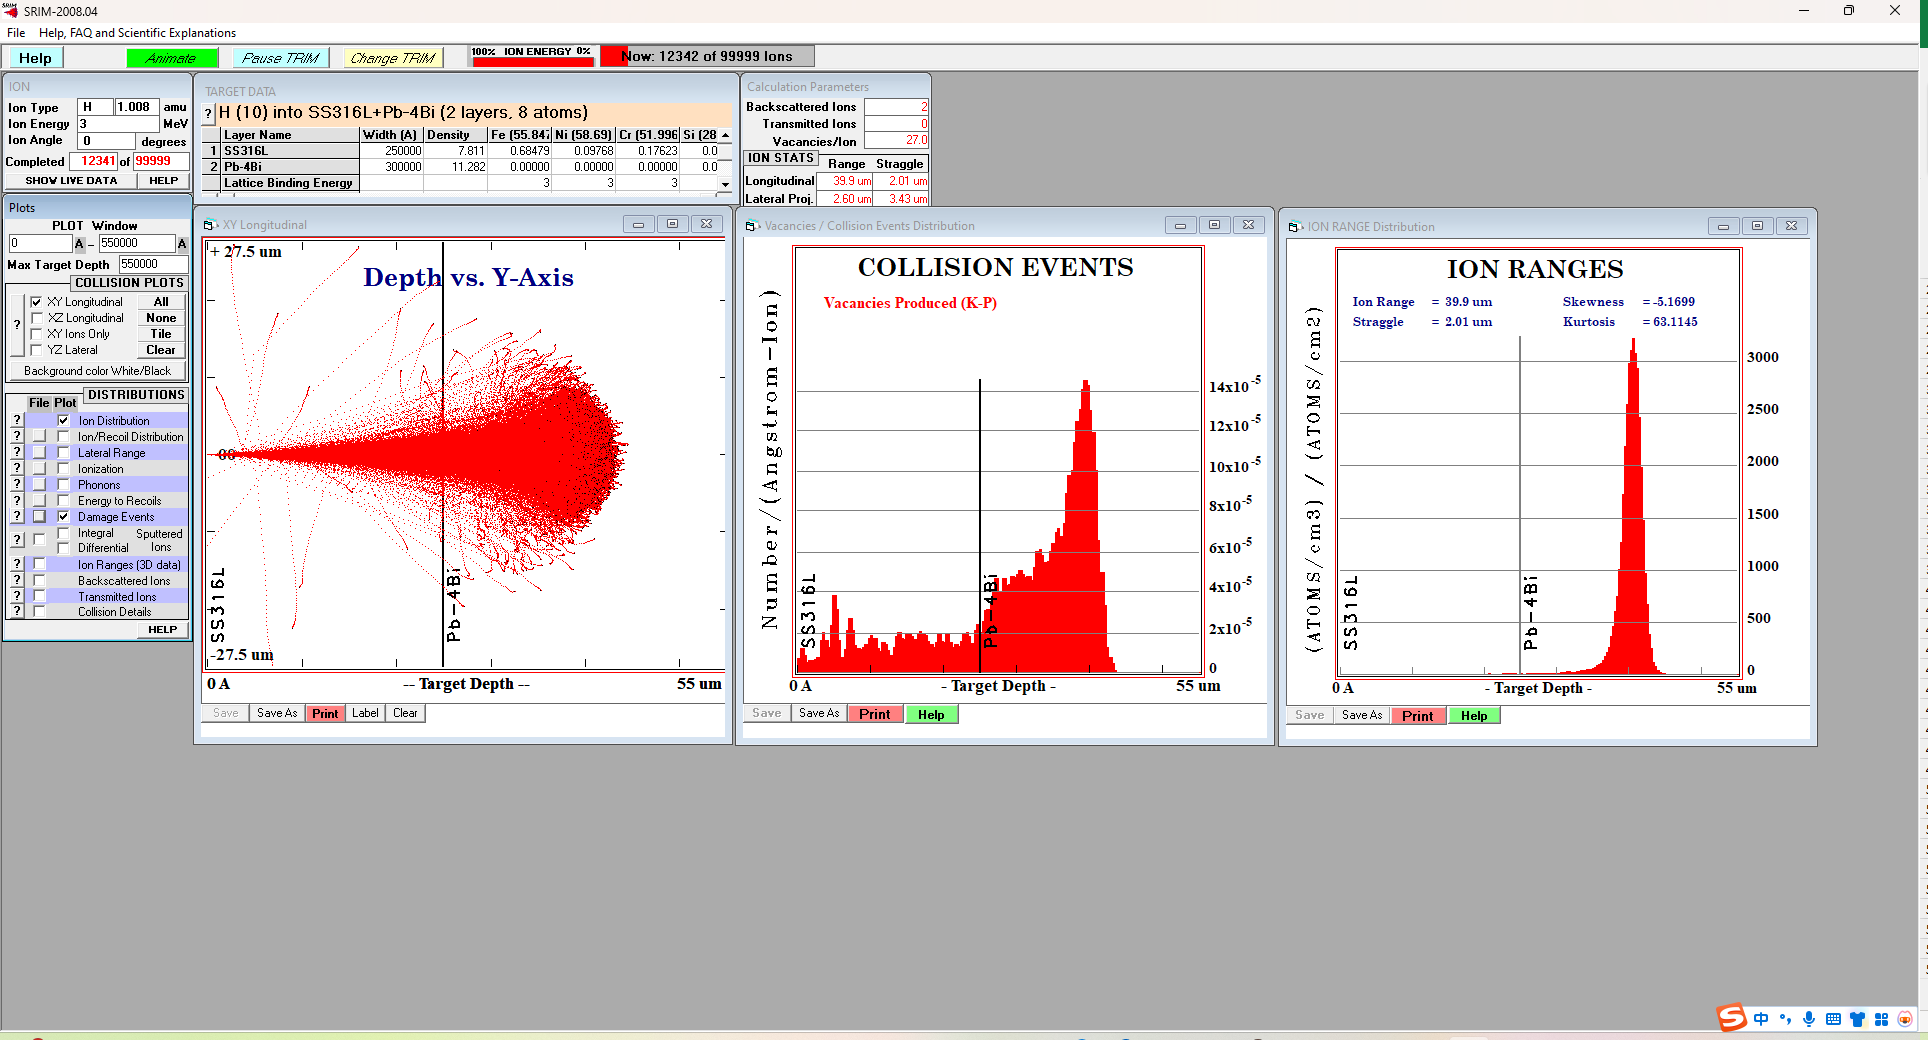 SRIM-2008.04
File Help, FAQ and Scientific Explanations
Help Animate Pause TRIM Change TRIM 100% ION ENERGY 0% Now: 12342 of 99999 Ions
ION
Ion Type H 1.008 amu
Ion Energy 3 MeV
Ion Angle 0 degrees
Completed 12341 of 99999
SHOW LIVE DATA HELP
TARGET DATA
? H (10) into SS316L+Pb-4Bi (2 layers, 8 atoms)
Layer Name Width (A) Density Fe (55.847 Ni (58.69) Cr (51.996 Si (28
1 SS316L 250000 7.811 0.68479 0.09768 0.17623 0.0
2 Pb-4Bi 300000 11.282 0.00000 0.00000 0.00000 0.0
Lattice Binding Energy 3 3 3
Calculation Parameters
Backscattered Ions 2
Transmitted Ions 0
Vacancies/Ion 27.0
ION STATS Range Straggle
Longitudinal 39.9 um 2.01 um
Lateral Proj. 2.60 um 3.43 um
Plots
PLOT Window
0 A - 550000 A
Max Target Depth 550000
COLLISION PLOTS
XY Longitudinal All
XZ Longitudinal None
? XY Ions Only Tile
YZ Lateral Clear
Background color White/Black
DISTRIBUTIONS
File Plot
? Ion Distribution
? Ion/Recoil Distribution
? Lateral Range
? Ionization
? Phonons
? Energy to Recoils
? Damage Events
? Integral Sputtered
Differential Ions
? Ion Ranges (3D data)
? Backscattered Ions
? Transmitted Ions
? Collision Details
HELP
XY Longitudinal
+ 27.5 um
Depth vs. Y-Axis
SS316L
Pb-4Bi
-27.5 um
0 A -- Target Depth -- 55 um
Save Save As Print Label Clear
Vacancies / Collision Events Distribution
COLLISION EVENTS
Vacancies Produced (K-P)
Number/(Angstrom-Ion)
14x10-5
12x10-5
10x10-5
8x10-5
6x10-5
4x10-5
2x10-5
0
SS316L
Pb-4Bi
0 A - Target Depth - 55 um
Save Save As Print Help
ION RANGE Distribution
ION RANGES
Ion Range = 39.9 um Skewness = -5.1699
Straggle = 2.01 um Kurtosis = 63.1145
(ATOMS/cm3) / (ATOMS/cm2)
3000
2500
2000
1500
1000
500
0
SS316L
Pb-4Bi
0 A - Target Depth - 55 um
Save Save As Print Help
中